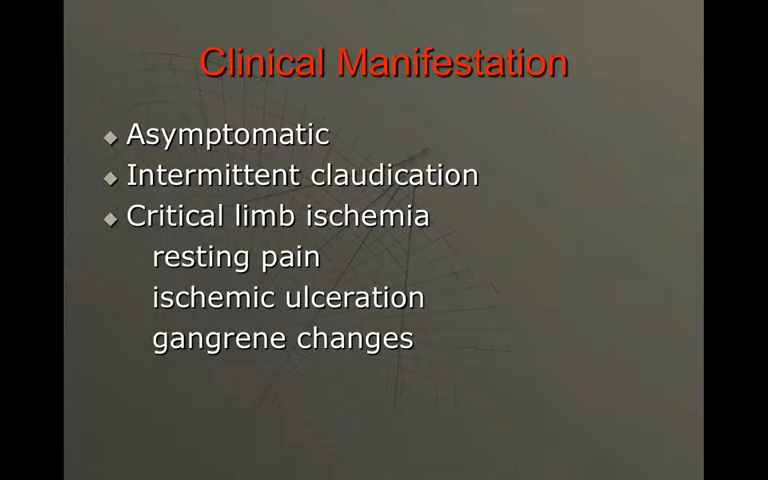 Clinical Manifestation
Asymptomatic
Intermittent claudication
Critical limb ischemia
resting pain
ischemic ulceration
gangrene changes